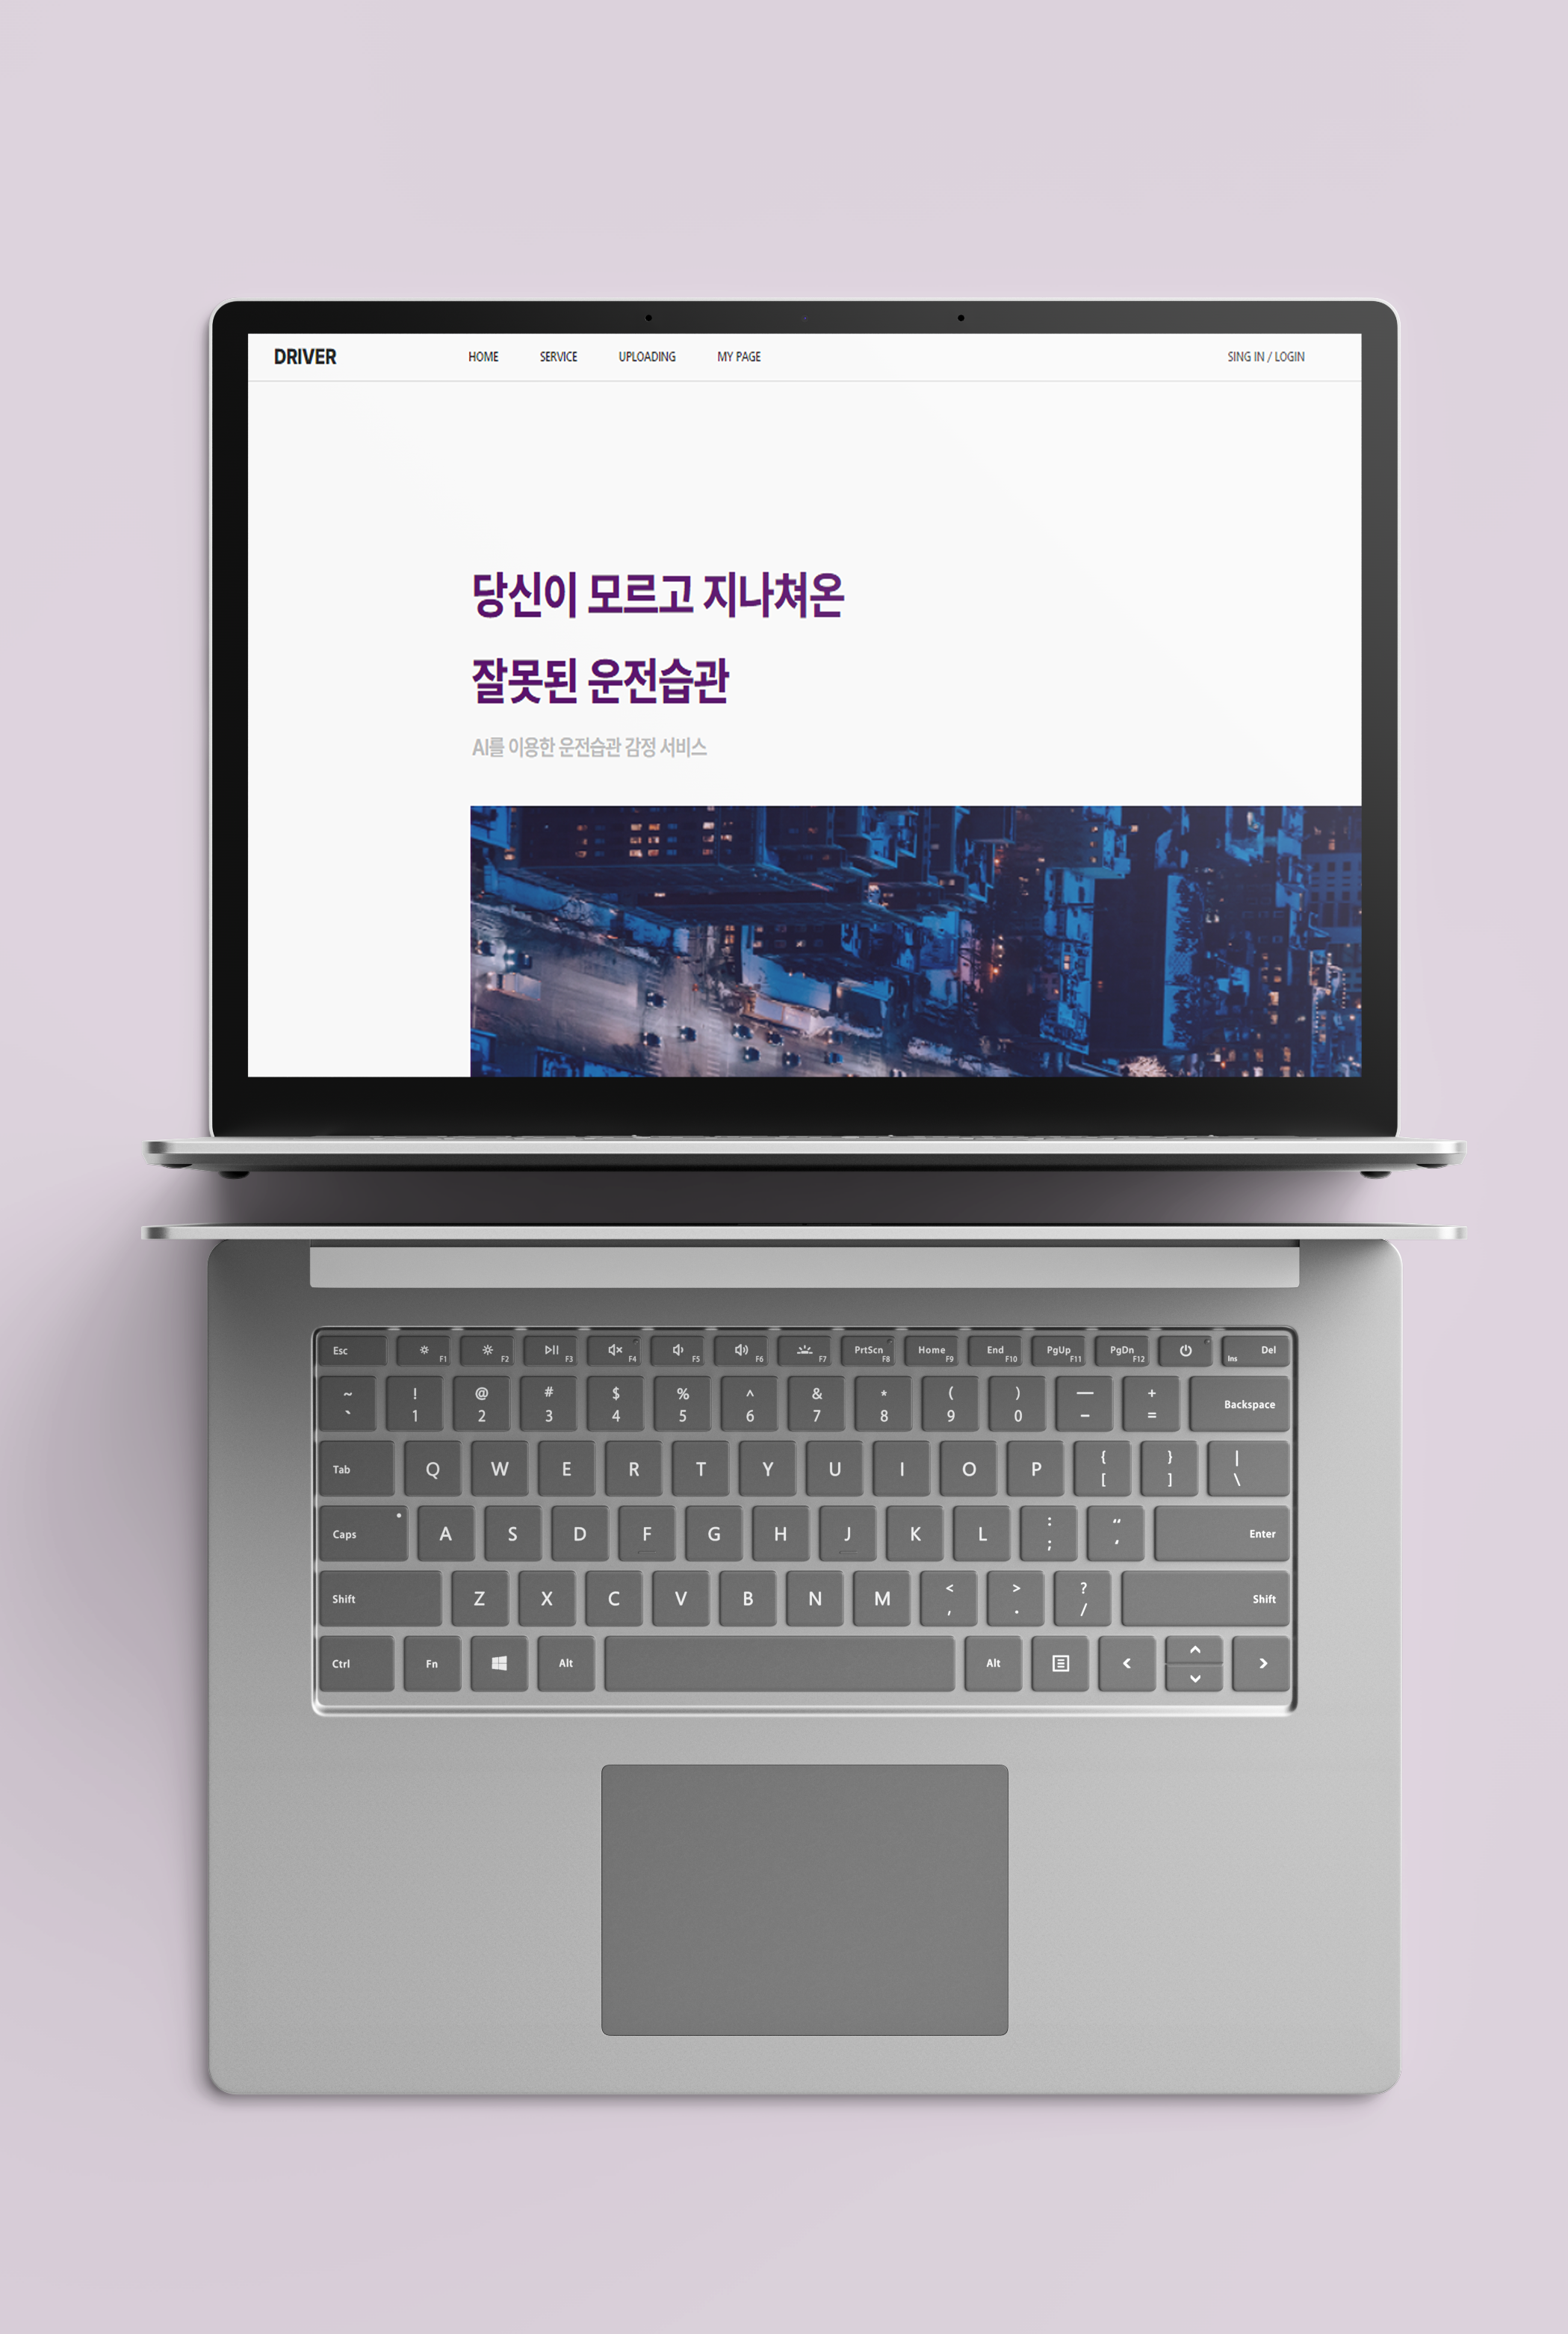 DRIVER HOME SERVICE UPLOADING MY PAGE SING IN / LOGIN
당신이 모르고 지나쳐온
잘못된 운전습관
AI를 이용한 운전습관 감정 서비스
Esc F1 F2 F3 F4 F5 F6 F7 PrtScn F8 Home F9 End F10 PgUp F11 PgDn F12 Ins Del
~ ` ! 1 @ 2 # 3 $ 4 % 5 ^ 6 & 7 * 8 ( 9 ) 0 — – + = Backspace
Tab Q W E R T Y U I O P { [ } ] | \
Caps A S D F G H J K L : ; “ ‘ Enter
Shift Z X C V B N M < , > . ? / Shift
Ctrl Fn Alt Alt